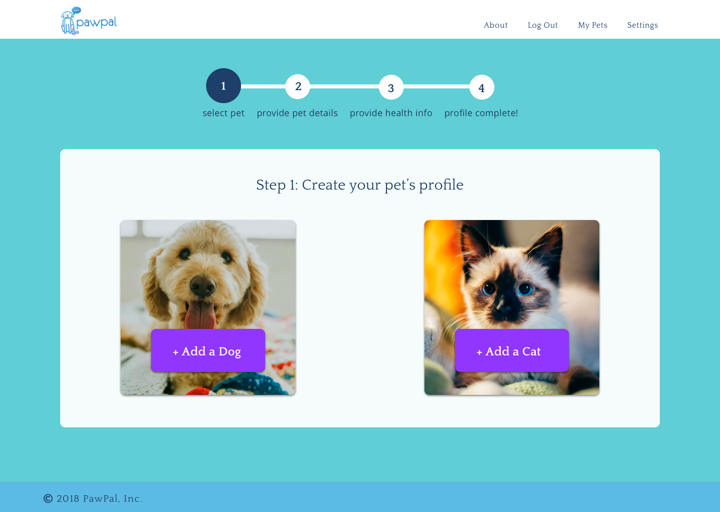 pawpal
About Log Out My Pets Settings
1 2 3 4
select pet provide pet details provide health info profile complete!
Step 1: Create your pet's profile
+ Add a Dog + Add a Cat
© 2018 PawPal, Inc.